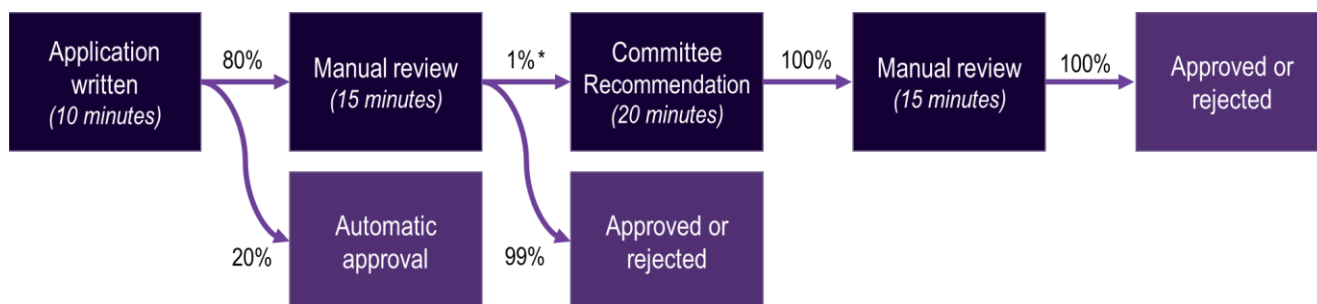 Application
written
(10 minutes)
80%
Manual review
(15 minutes)
1% *
Committee
Recommendation
(20 minutes)
100%
Manual review
(15 minutes)
100%
Approved or
rejected
20%
Automatic
approval
99%
Approved or
rejected